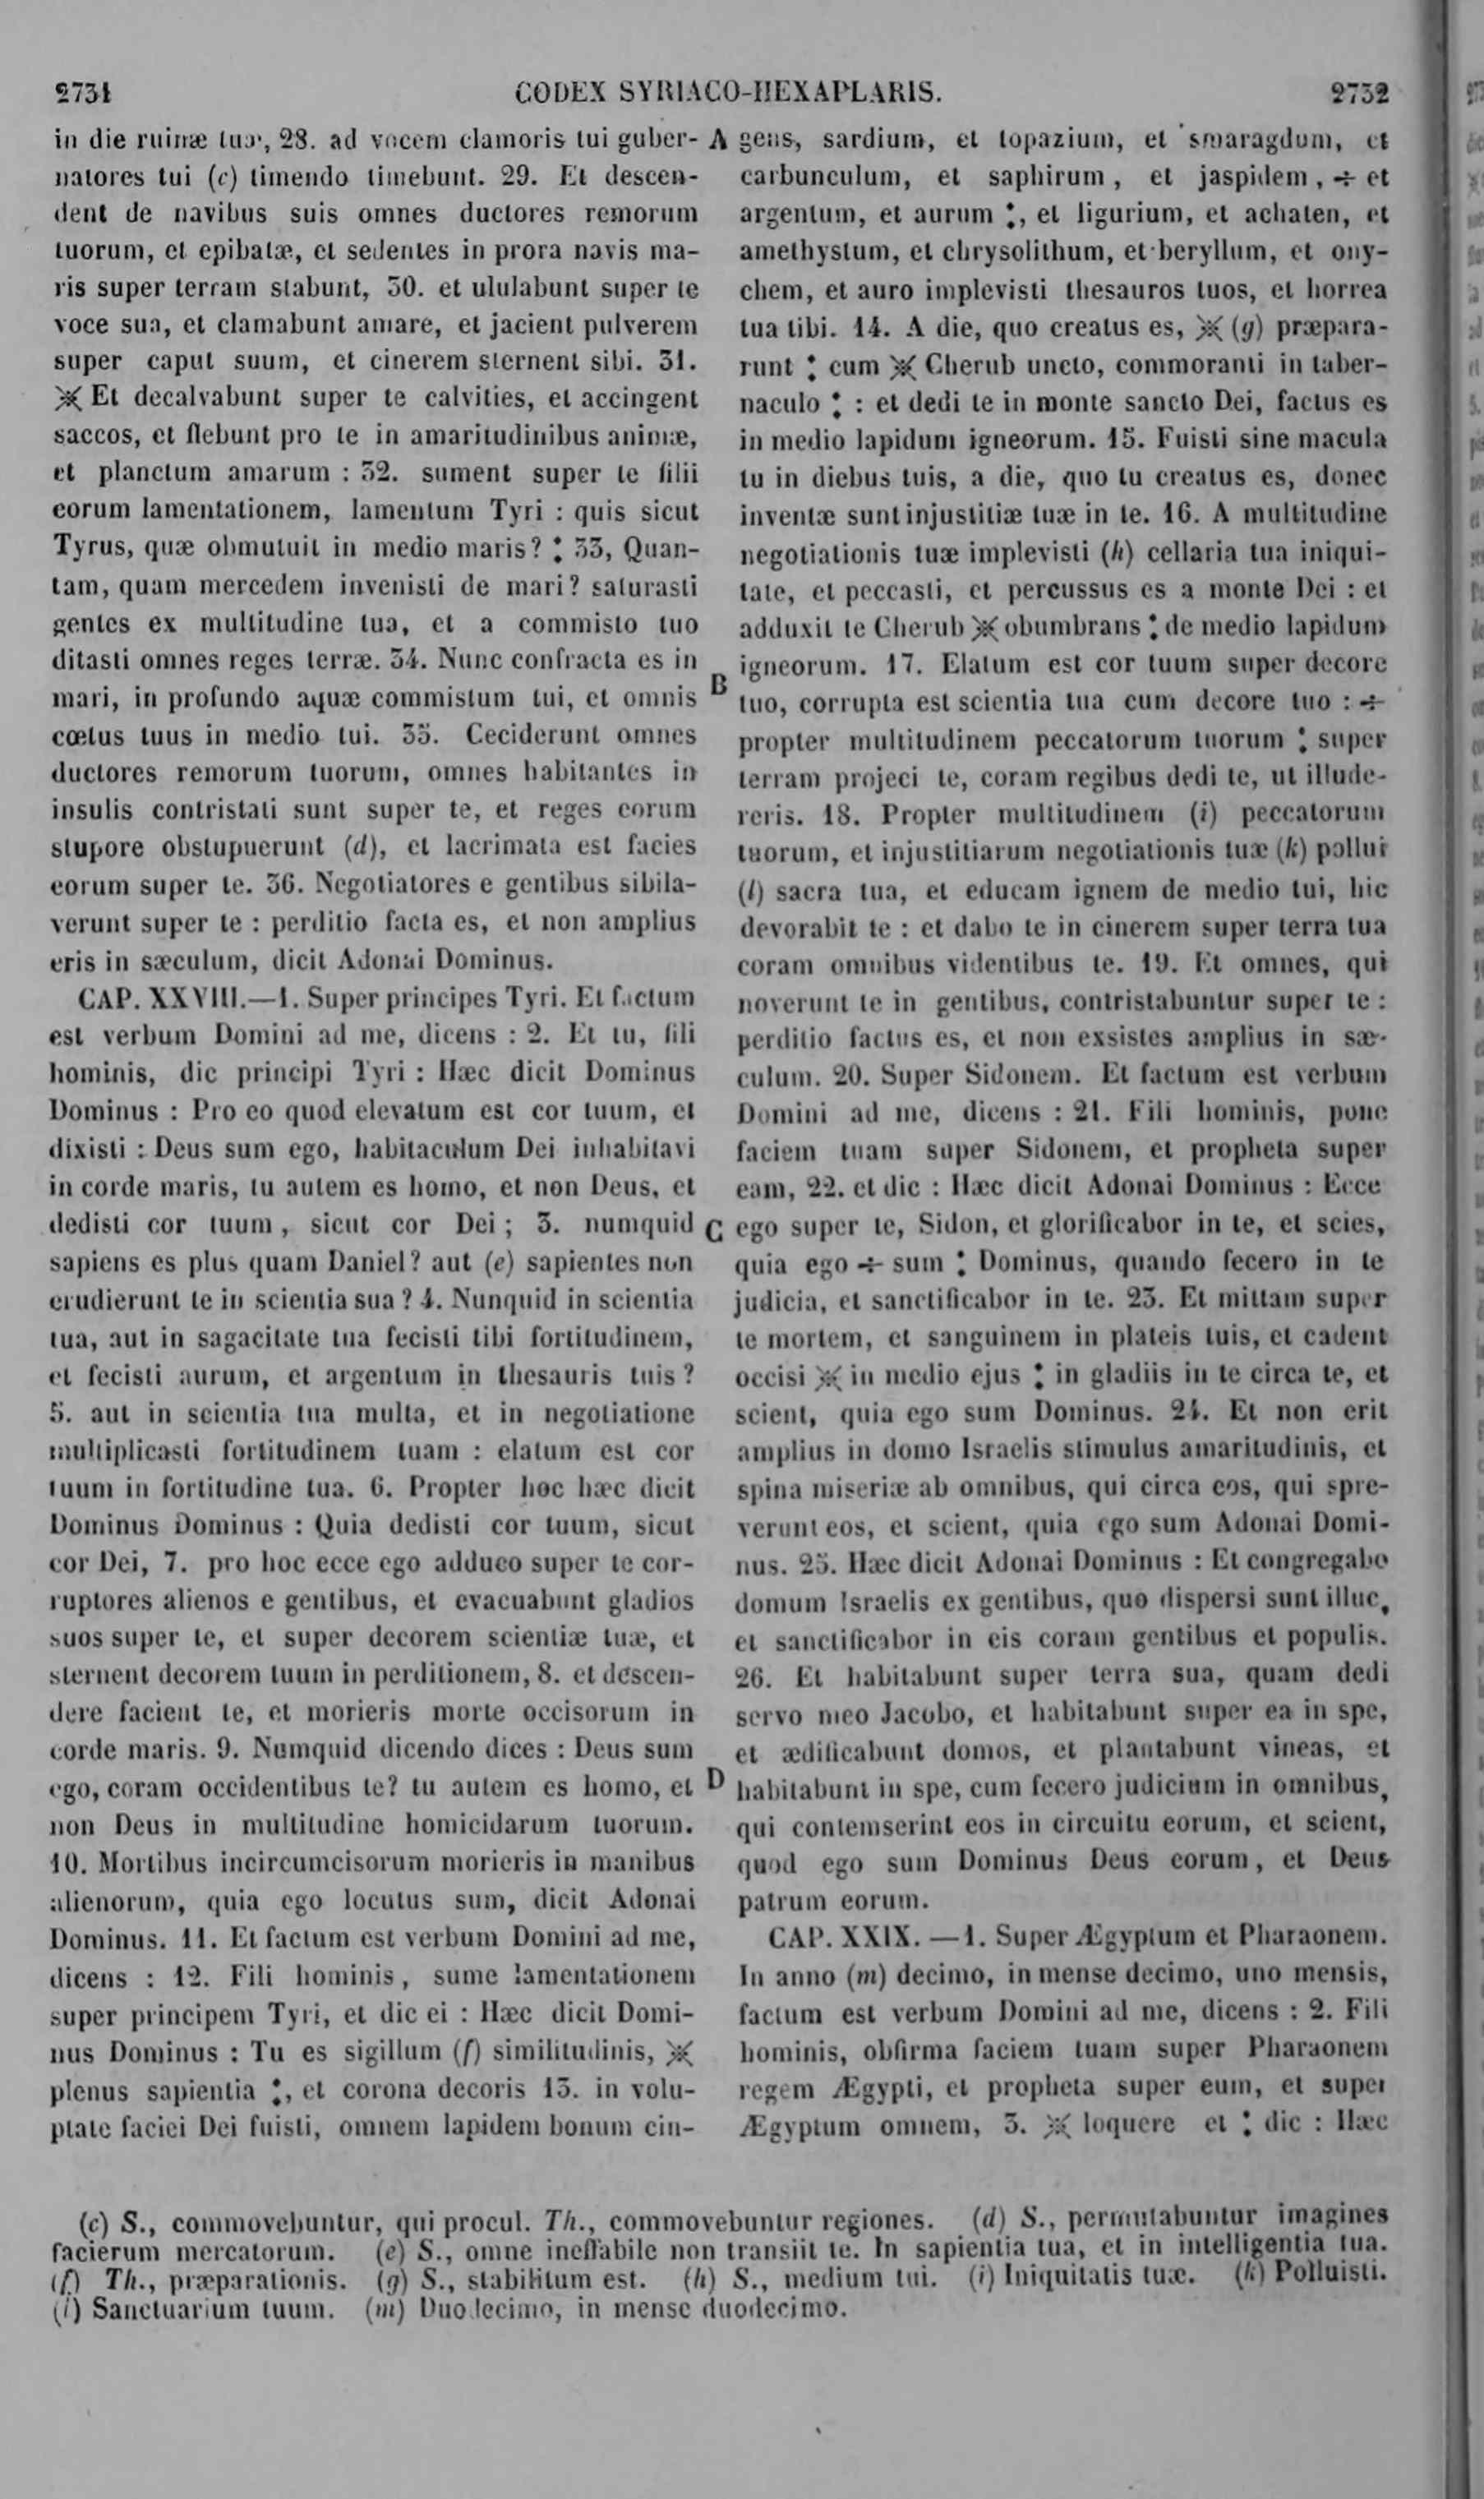 2731
CODEX SYRIACO-HEXAPLARIS.
2732
in die ruinæ tuæ, 28. ad vocem clamoris tui guber-
natores tui (c) timendo timebunt. 29. Et descen-
dent de navibus suis omnes ductores remorum
tuorum, et epibatæ, et sedentes in prora navis ma-
ris super terram stabunt, 30. et ululabunt super te
voce sua, et clamabunt amare, et jacient pulverem
super caput suum, et cinerem sternent sibi. 31.
※ Et decalvabunt super te calvities, et accingent
saccos, et flebunt pro te in amaritudinibus animæ,
et planctum amarum : 32. sument super te filii
eorum lamentationem, lamentum Tyri : quis sicut
Tyrus, quæ obmutuit in medio maris? ⁚ 33, Quan-
tam, quam mercedem invenisti de mari? saturasti
gentes ex multitudine tua, et a commisto tuo
ditasti omnes reges terræ. 34. Nunc confracta es in
mari, in profundo aquæ commistum tui, et omnis
cœtus tuus in medio tui. 35. Ceciderunt omnes
ductores remorum tuorum, omnes habitantes in
insulis contristati sunt super te, et reges eorum
stupore obstupuerunt (d), et lacrimata est facies
eorum super te. 36. Negotiatores e gentibus sibila-
verunt super te : perditio facta es, et non amplius
eris in sæculum, dicit Adonai Dominus.
CAP. XXVIII.—1. Super principes Tyri. Et factum
est verbum Domini ad me, dicens : 2. Et tu, fili
hominis, dic principi Tyri : Hæc dicit Dominus
Dominus : Pro eo quod elevatum est cor tuum, et
dixisti : Deus sum ego, habitaculum Dei inhabitavi
in corde maris, tu autem es homo, et non Deus, et
dedisti cor tuum, sicut cor Dei ; 3. numquid
sapiens es plus quam Daniel? aut (e) sapientes non
erudierunt te in scientia sua ? 4. Nunquid in scientia
tua, aut in sagacitate tua fecisti tibi fortitudinem,
et fecisti aurum, et argentum in thesauris tuis ?
5. aut in scientia tua multa, et in negotiatione
multiplicasti fortitudinem tuam : elatum est cor
tuum in fortitudine tua. 6. Propter hoc hæc dicit
Dominus Dominus : Quia dedisti cor tuum, sicut
cor Dei, 7. pro hoc ecce ego adduco super te cor-
ruptores alienos e gentibus, et evacuabunt gladios
suos super te, et super decorem scientiæ tuæ, et
sternent decorem tuum in perditionem, 8. et descen-
dere facient te, et morieris morte occisorum in
corde maris. 9. Numquid dicendo dices : Deus sum
ego, coram occidentibus te? tu autem es homo, et
non Deus in multitudine homicidarum tuorum.
10. Mortibus incircumcisorum morieris in manibus
alienorum, quia ego locutus sum, dicit Adonai
Dominus. 11. Et factum est verbum Domini ad me,
dicens : 12. Fili hominis, sume lamentationem
super principem Tyri, et dic ei : Hæc dicit Domi-
nus Dominus : Tu es sigillum (f) similitudinis, ※
plenus sapientia ⁚, et corona decoris 13. in volu-
ptate faciei Dei fuisti, omnem lapidem bonum cin-
A
B
C
D
gens, sardium, et topazium, et smaragdum, et
carbunculum, et saphirum, et jaspidem, ÷ et
argentum, et aurum ⁚, et ligurium, et achaten, et
amethystum, et chrysolithum, et beryllum, et ony-
chem, et auro implevisti thesauros tuos, et horrea
tua tibi. 14. A die, quo creatus es, ※ (g) præpara-
runt ⁚ cum ※ Cherub uncto, commoranti in taber-
naculo ⁚ : et dedi te in monte sancto Dei, factus es
in medio lapidum igneorum. 15. Fuisti sine macula
tu in diebus tuis, a die, quo tu creatus es, donec
inventæ sunt injustitiæ tuæ in te. 16. A multitudine
negotiationis tuæ implevisti (h) cellaria tua iniqui-
tate, et peccasti, et percussus es a monte Dei : et
adduxit te Cherub ※ obumbrans ⁚ de medio lapidum
igneorum. 17. Elatum est cor tuum super decore
tuo, corrupta est scientia tua cum decore tuo : ÷
propter multitudinem peccatorum tuorum ⁚ super
terram projeci te, coram regibus dedi te, ut illude-
reris. 18. Propter multitudinem (i) peccatorum
tuorum, et injustitiarum negotiationis tuæ (k) pollui
(l) sacra tua, et educam ignem de medio tui, hic
devorabit te : et dabo te in cinerem super terra tua
coram omnibus videntibus te. 19. Et omnes, qui
noverunt te in gentibus, contristabuntur super te :
perditio factus es, et non exsistes amplius in sæ-
culum. 20. Super Sidonem. Et factum est verbum
Domini ad me, dicens : 21. Fili hominis, pone
faciem tuam super Sidonem, et propheta super
eam, 22. et dic : Hæc dicit Adonai Dominus : Ecce
ego super te, Sidon, et glorificabor in te, et scies,
quia ego ÷ sum ⁚ Dominus, quando fecero in te
judicia, et sanctificabor in te. 23. Et mittam super
te mortem, et sanguinem in plateis tuis, et cadent
occisi ※ in medio ejus ⁚ in gladiis in te circa te, et
scient, quia ego sum Dominus. 24. Et non erit
amplius in domo Israelis stimulus amaritudinis, et
spina miseriæ ab omnibus, qui circa eos, qui spre-
verunt eos, et scient, quia ego sum Adonai Domi-
nus. 25. Hæc dicit Adonai Dominus : Et congregabo
domum Israelis ex gentibus, quo dispersi sunt illuc,
et sanctificabor in eis coram gentibus et populis.
26. Et habitabunt super terra sua, quam dedi
servo meo Jacobo, et habitabunt super ea in spe,
et ædificabunt domos, et plantabunt vineas, et
habitabunt in spe, cum fecero judicium in omnibus,
qui contemserint eos in circuitu eorum, et scient,
quod ego sum Dominus Deus eorum, et Deus
patrum eorum.
CAP. XXIX. —1. Super Ægyptum et Pharaonem.
In anno (m) decimo, in mense decimo, uno mensis,
factum est verbum Domini ad me, dicens : 2. Fili
hominis, obfirma faciem tuam super Pharaonem
regem Ægypti, et propheta super eum, et super
Ægyptum omnem, 3. ※ loquere et ⁚ dic : Hæc
(c) S., commovebuntur, qui procul. Th., commovebuntur regiones. (d) S., permutabuntur imagines
facierum mercatorum. (e) S., omne ineffabile non transiit te. In sapientia tua, et in intelligentia tua.
(f) Th., præparationis. (g) S., stabilitum est. (h) S., medium tui. (i) Iniquitatis tuæ. (k) Polluisti.
(l) Sanctuarium tuum. (m) Duodecimo, in mense duodecimo.